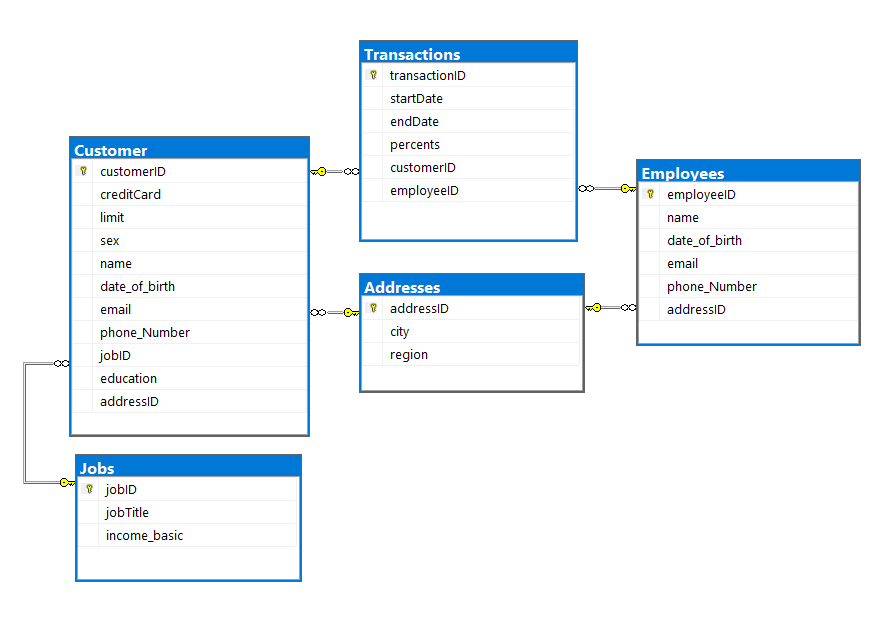 Transactions
transactionID
startDate
endDate
percents
customerID
employeeID
Customer
customerID
creditCard
limit
sex
name
date_of_birth
email
phone_Number
jobID
education
addressID
Employees
employeeID
name
date_of_birth
email
phone_Number
addressID
Addresses
addressID
city
region
Jobs
jobID
jobTitle
income_basic